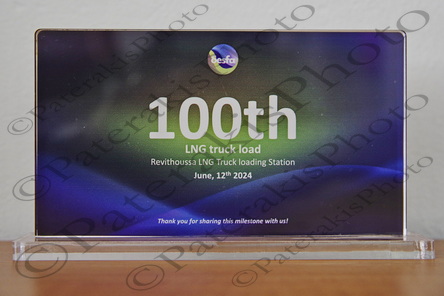 desfa
100th
LNG truck load
Revithoussa LNG Truck loading Station
June, 12th 2024
Thank you for sharing this milestone with us!
©PaterakisPhoto
©PaterakisPhoto
©PaterakisPhoto
©PaterakisPhoto
©PaterakisPhoto